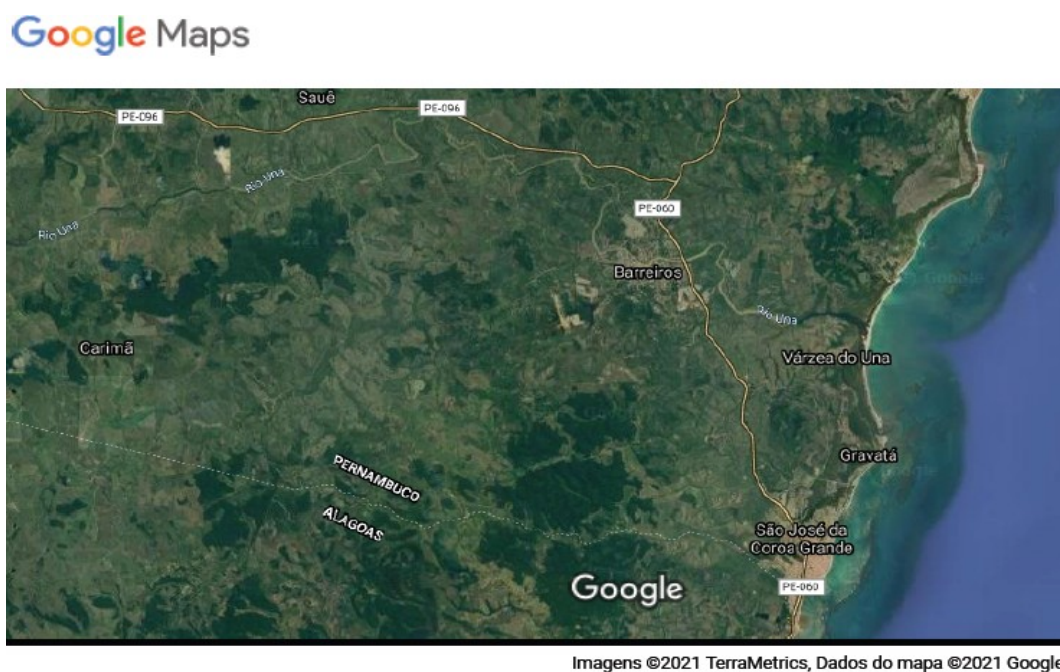 Google Maps
Sauê
PE-096
PE-096
Rio Una
Rio Una
PE-060
Barreiros
Google
Rio Una
Carimã
Várzea do Una
Gravatá
PERNAMBUCO
ALAGOAS
São José da
Coroa Grande
Google
PE-060
Imagens ©2021 TerraMetrics, Dados do mapa ©2021 Google